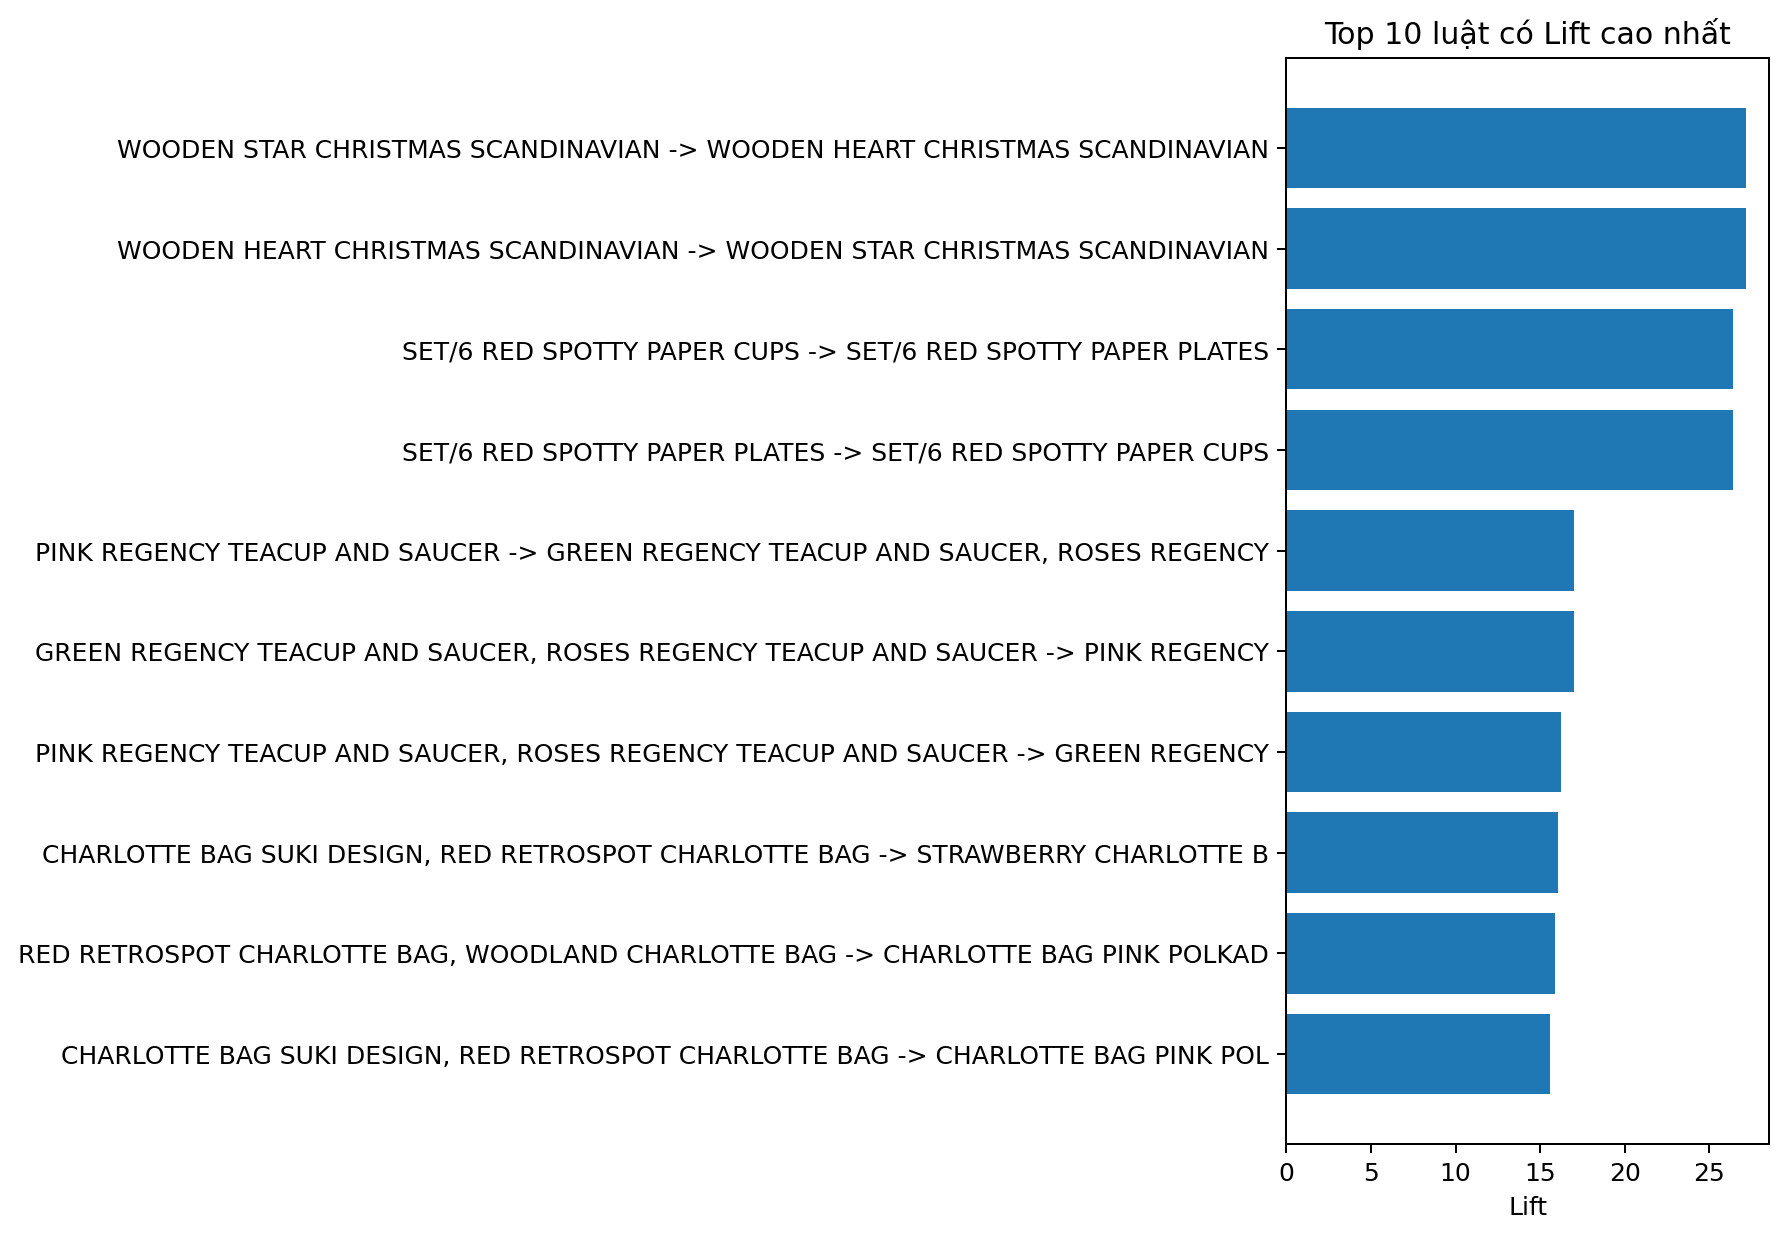 Top 10 luật có Lift cao nhất
WOODEN STAR CHRISTMAS SCANDINAVIAN -> WOODEN HEART CHRISTMAS SCANDINAVIAN
WOODEN HEART CHRISTMAS SCANDINAVIAN -> WOODEN STAR CHRISTMAS SCANDINAVIAN
SET/6 RED SPOTTY PAPER CUPS -> SET/6 RED SPOTTY PAPER PLATES
SET/6 RED SPOTTY PAPER PLATES -> SET/6 RED SPOTTY PAPER CUPS
PINK REGENCY TEACUP AND SAUCER -> GREEN REGENCY TEACUP AND SAUCER, ROSES REGENCY
GREEN REGENCY TEACUP AND SAUCER, ROSES REGENCY TEACUP AND SAUCER -> PINK REGENCY
PINK REGENCY TEACUP AND SAUCER, ROSES REGENCY TEACUP AND SAUCER -> GREEN REGENCY
CHARLOTTE BAG SUKI DESIGN, RED RETROSPOT CHARLOTTE BAG -> STRAWBERRY CHARLOTTE B
RED RETROSPOT CHARLOTTE BAG, WOODLAND CHARLOTTE BAG -> CHARLOTTE BAG PINK POLKAD
CHARLOTTE BAG SUKI DESIGN, RED RETROSPOT CHARLOTTE BAG -> CHARLOTTE BAG PINK POL
0 5 10 15 20 25
Lift